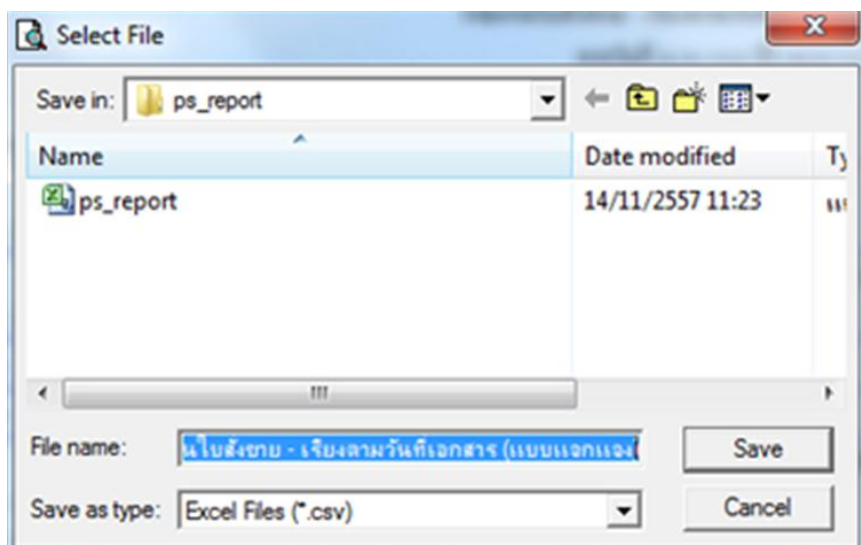 Select File
Save in: ps_report
Name Date modified Ty
ps_report 14/11/2557 11:23
File name: นใบสั่งขาย - เรียงตามวันที่เอกสาร (แบบแจกแจง
Save
Save as type: Excel Files (*.csv)
Cancel